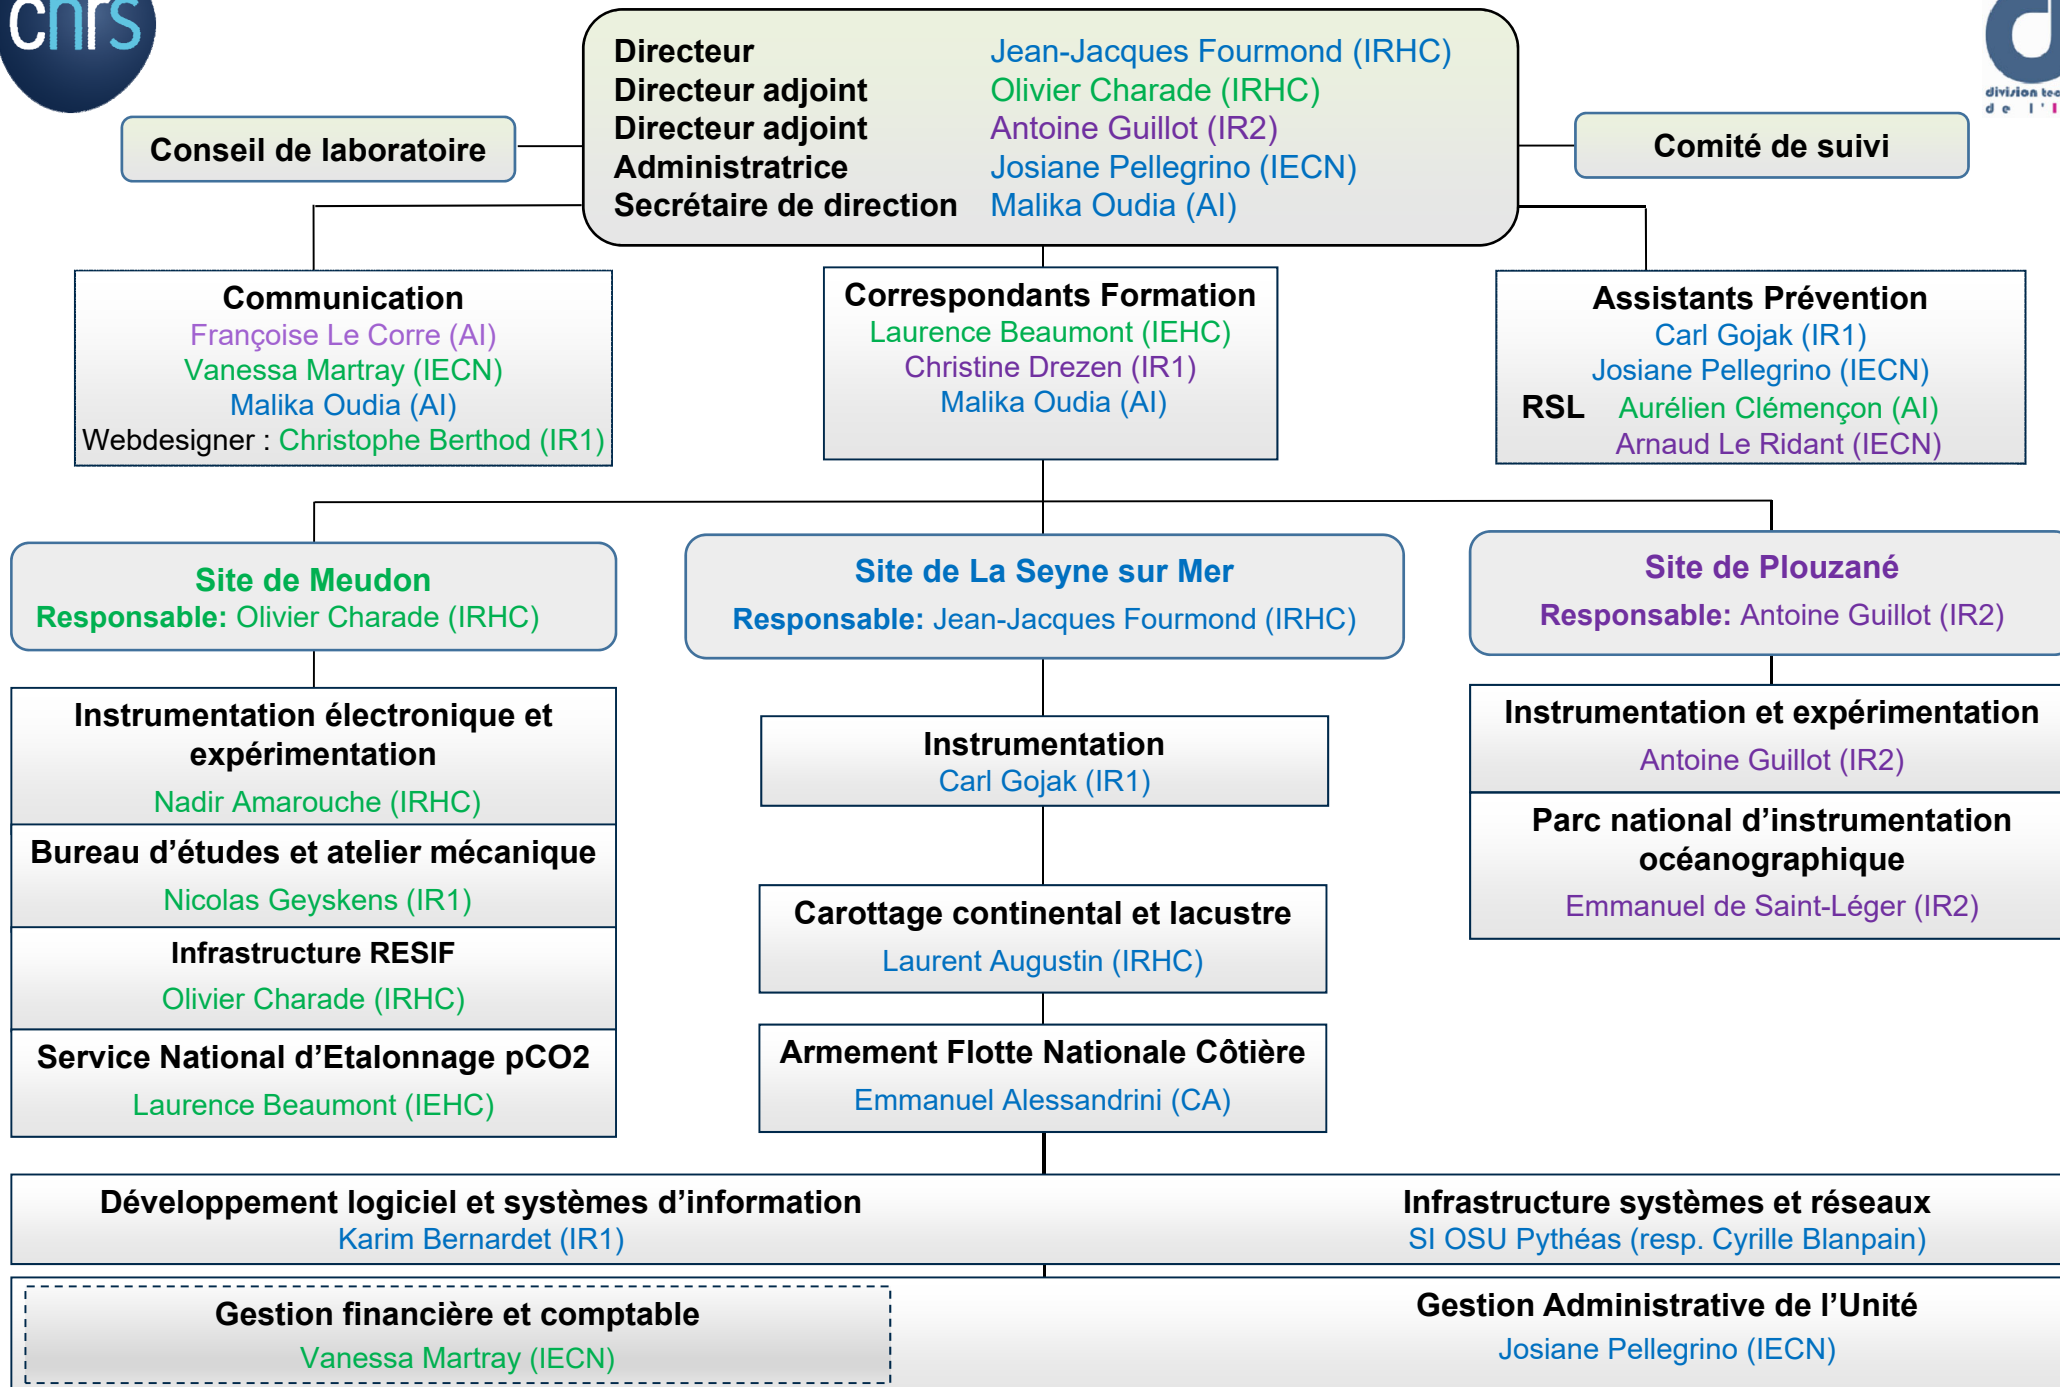 cnrs
Directeur Jean-Jacques Fourmond (IRHC)
Directeur adjoint Olivier Charade (IRHC)
Directeur adjoint Antoine Guillot (IR2)
Administratrice Josiane Pellegrino (IECN)
Secrétaire de direction Malika Oudia (AI)
division
de l'I
Conseil de laboratoire
Comité de suivi
Communication
Françoise Le Corre (AI)
Vanessa Martray (IECN)
Malika Oudia (AI)
Webdesigner : Christophe Berthod (IR1)
Correspondants Formation
Laurence Beaumont (IEHC)
Christine Drezen (IR1)
Malika Oudia (AI)
Assistants Prévention
Carl Gojak (IR1)
Josiane Pellegrino (IECN)
RSL Aurélien Clémençon (AI)
Arnaud Le Ridant (IECN)
Site de Meudon
Responsable: Olivier Charade (IRHC)
Site de La Seyne sur Mer
Responsable: Jean-Jacques Fourmond (IRHC)
Site de Plouzané
Responsable: Antoine Guillot (IR2)
Instrumentation électronique et
expérimentation
Nadir Amarouche (IRHC)
Bureau d'études et atelier mécanique
Nicolas Geyskens (IR1)
Infrastructure RESIF
Olivier Charade (IRHC)
Service National d'Etalonnage pCO2
Laurence Beaumont (IEHC)
Instrumentation
Carl Gojak (IR1)
Carottage continental et lacustre
Laurent Augustin (IRHC)
Armement Flotte Nationale Côtière
Emmanuel Alessandrini (CA)
Instrumentation et expérimentation
Antoine Guillot (IR2)
Parc national d'instrumentation
océanographique
Emmanuel de Saint-Léger (IR2)
Développement logiciel et systèmes d'information
Karim Bernardet (IR1)
Infrastructure systèmes et réseaux
SI OSU Pythéas (resp. Cyrille Blanpain)
Gestion financière et comptable
Vanessa Martray (IECN)
Gestion Administrative de l'Unité
Josiane Pellegrino (IECN)